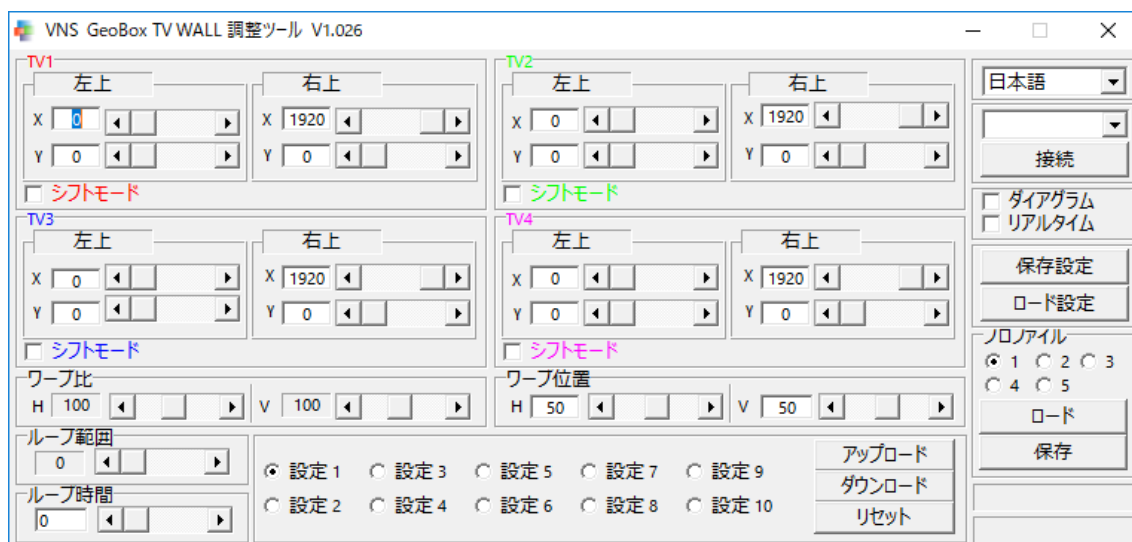 VNS GeoBox TV WALL 調整ツール V1.026
TV1
左上
右上
X 0
X 1920
Y 0
Y 0
シフトモード
TV2
左上
右上
X 0
X 1920
Y 0
Y 0
シフトモード
TV3
左上
右上
X 0
X 1920
Y 0
Y 0
シフトモード
TV4
左上
右上
X 0
X 1920
Y 0
Y 0
シフトモード
ワープ比
H 100
V 100
ワープ位置
H 50
V 50
ループ範囲
0
ループ時間
0
設定 1 設定 3 設定 5 設定 7 設定 9
設定 2 設定 4 設定 6 設定 8 設定 10
アップロード
ダウンロード
リセット
日本語
接続
ダイアグラム
リアルタイム
保存設定
ロード設定
プロファイル
1 2 3
4 5
ロード
保存